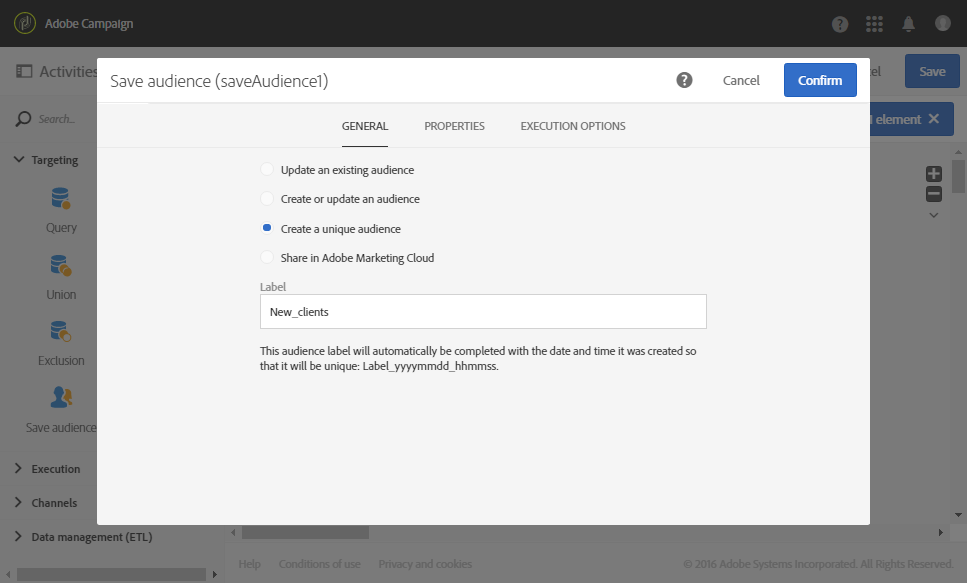 Adobe Campaign
Activities
Save
Search...
element
Targeting
Query
Union
Exclusion
Save audience
Execution
Channels
Data management (ETL)
Save audience (saveAudience1)
Cancel
Confirm
GENERAL
PROPERTIES
EXECUTION OPTIONS
Update an existing audience
Create or update an audience
Create a unique audience
Share in Adobe Marketing Cloud
Label
New_clients
This audience label will automatically be completed with the date and time it was created so
that it will be unique: Label_yyyymmdd_hhmmss.
Help
Conditions of use
Privacy and cookies
© 2016 Adobe Systems Incorporated. All Rights Reserved.